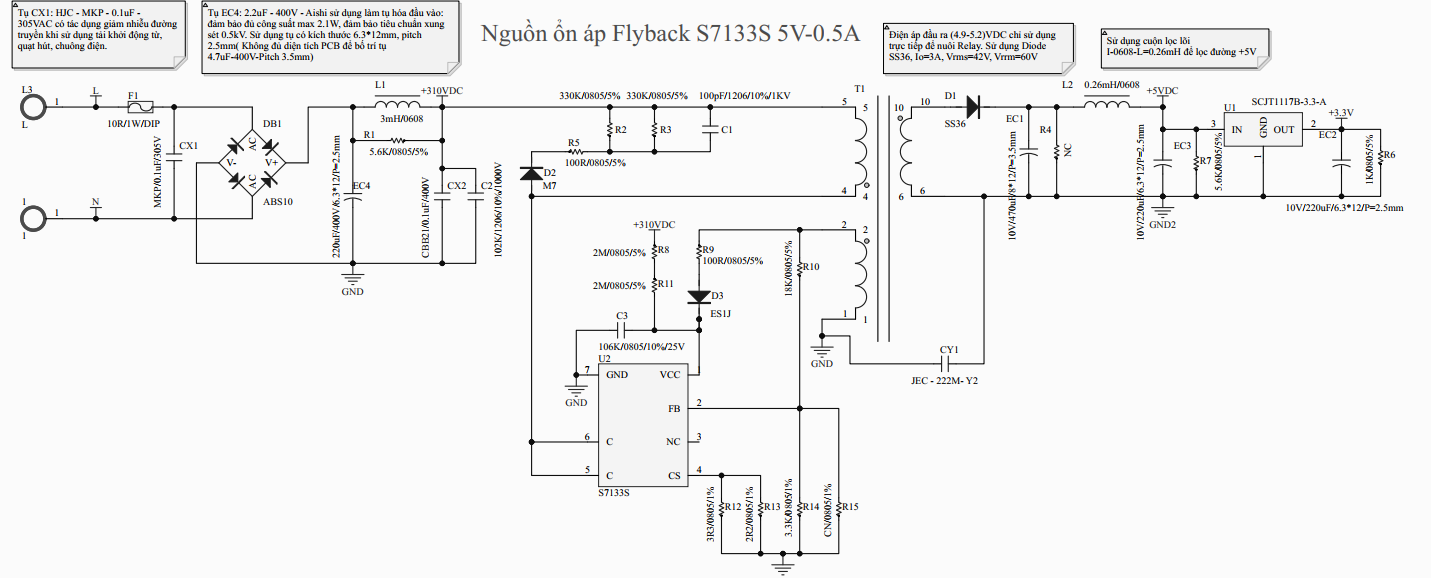 Tụ CX1: HJC - MKP - 0.1uF -
305VAC có tác dụng giảm nhiễu đường
truyền khi sử dụng tải khởi động từ,
quạt hút, chuông điện.
Tụ EC4: 2.2uF - 400V - Aishi sử dụng làm tụ hóa đầu vào:
đảm bảo đủ công suất max 2.1W, đảm bảo tiêu chuẩn xung
sét 0.5kV. Sử dụng tụ có kích thước 6.3*12mm, pitch
2.5mm( Không đủ diện tích PCB để bố trí tụ
4.7uF-400V-Pitch 3.5mm)
Nguồn ổn áp Flyback S7133S 5V-0.5A
Điện áp đầu ra (4.9-5.2)VDC chỉ sử dụng
trực tiếp để nuôi Relay. Sử dụng Diode
SS36, Io=3A, Vrms=42V, Vrrm=60V
Sử dụng cuộn lọc lõi
I-0608-L=0.26mH để lọc đường +5V
L3
1
L
L
F1
10R/1W/DIP
CX1
MKP/0.1uF/305V
DB1
AC
V-
V+
AC
ABS10
1
1
1
N
L1
3mH/0608
+310VDC
R1
5.6K/0805/5%
EC4
220uF/400V/6.3*12/P=2.5mm
CX2
CBB21/0.1uF/400V
C2
102K/1206/10%/1000V
GND
330K/0805/5%
330K/0805/5%
100pF/1206/10%/1KV
R2
R3
C1
R5
100R/0805/5%
D2
M7
T1
5
5
4
4
2
2
1
1
10
10
6
6
+310VDC
R8
2M/0805/5%
R11
2M/0805/5%
R9
100R/0805/5%
D3
ES1J
R10
18K/0805/5%
C3
106K/0805/10%/25V
GND
GND
CY1
JEC - 222M- Y2
U2
7
GND
VCC
1
FB
2
6
C
NC
3
5
C
CS
4
S7133S
R12
3R3/0805/1%
R13
2R2/0805/1%
R14
3.3K/0805/1%
R15
CN/0805/1%
D1
SS36
EC1
10V/470uF/8*12/P=3.5mm
R4
NC
L2
0.26mH/0608
+5VDC
EC3
10V/220uF/6.3*12/P=2.5mm
R7
5.6K/0805/5%
GND2
U1
SCJT1117B-3.3-A
3
IN
GND
OUT
2
1
+3.3V
EC2
R6
1K/0805/5%
10V/220uF/6.3*12/P=2.5mm